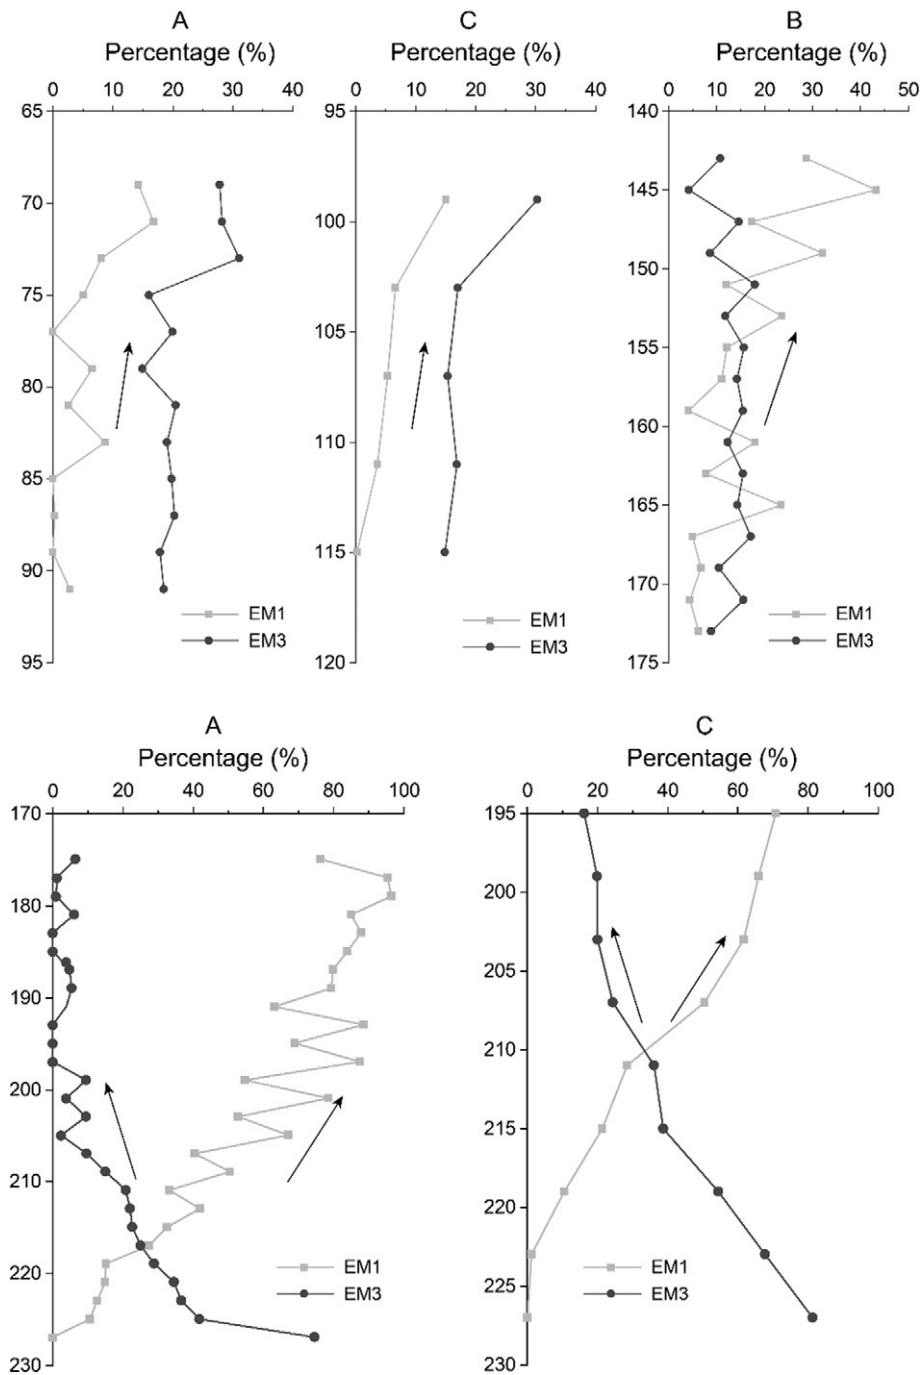 A
Percentage (%)
0 10 20 30 40
65
70
75
80
85
90
95
EM1
EM3
C
Percentage (%)
0 10 20 30 40
95
100
105
110
115
120
EM1
EM3
B
Percentage (%)
0 10 20 30 40 50
140
145
150
155
160
165
170
175
EM1
EM3
A
Percentage (%)
0 20 40 60 80 100
170
180
190
200
210
220
230
EM1
EM3
C
Percentage (%)
0 20 40 60 80 100
195
200
205
210
215
220
225
230
EM1
EM3